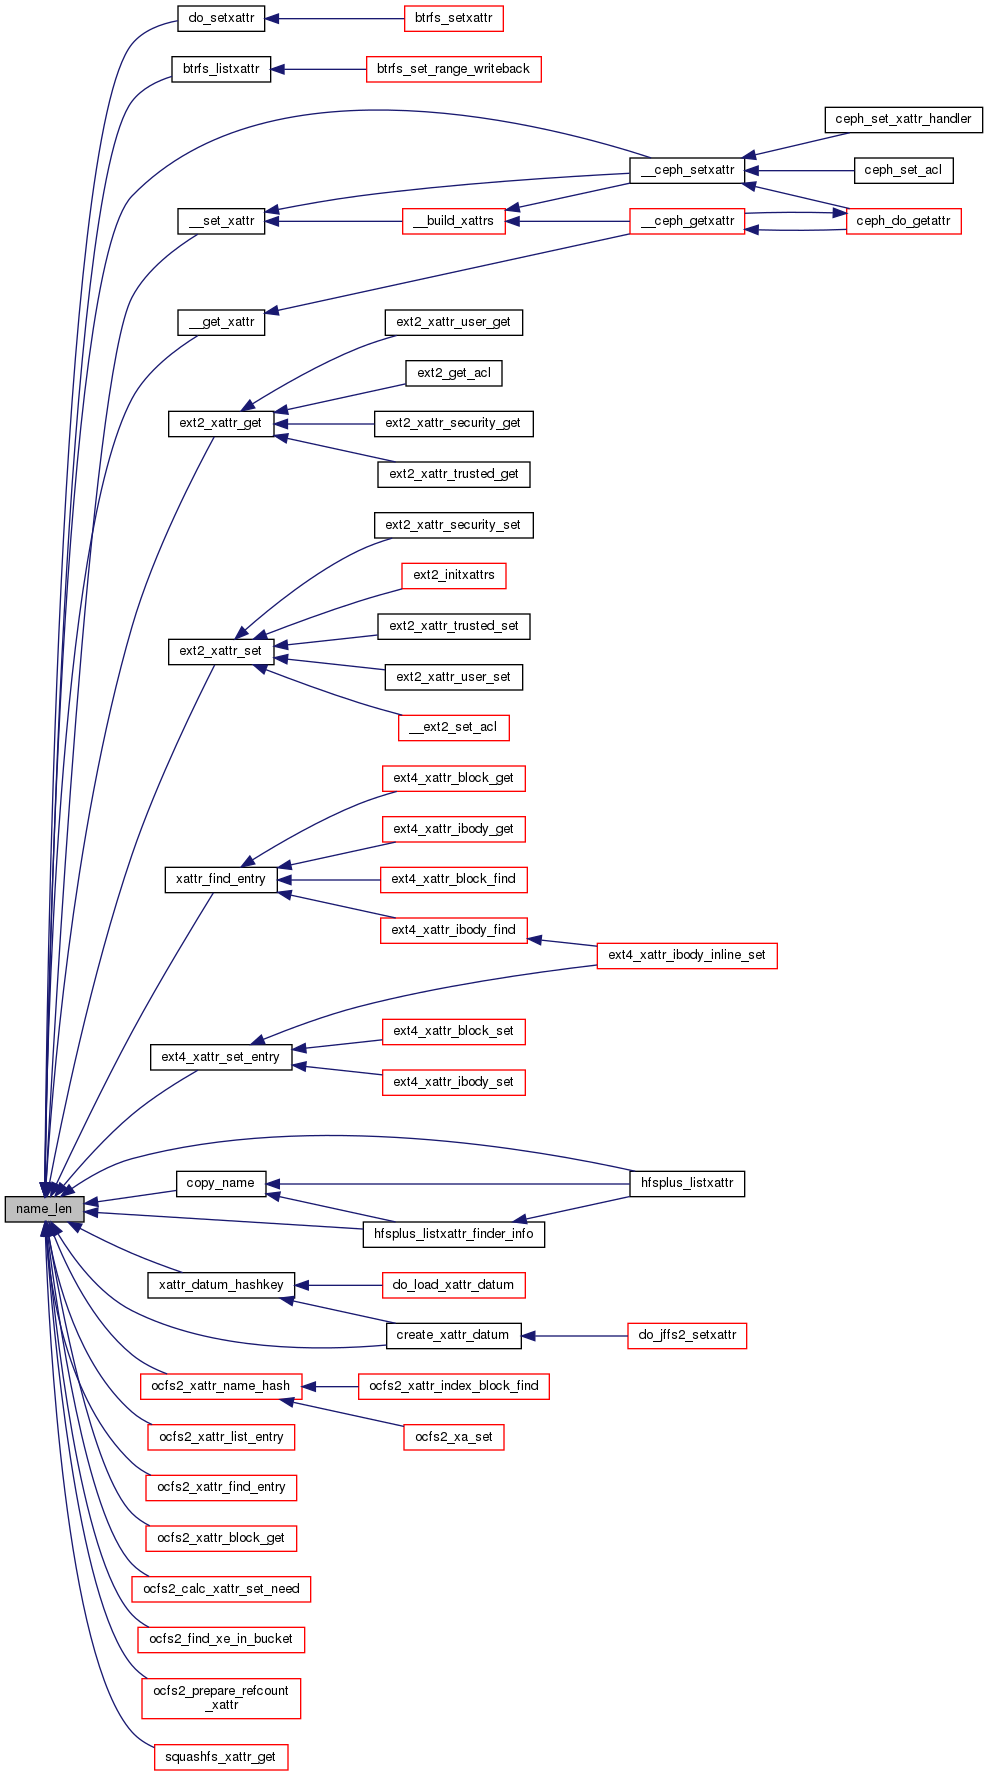 do_setxattr
btrfs_setxattr
btrfs_listxattr
btrfs_set_range_writeback
ceph_set_xattr_handler
__ceph_setxattr
ceph_set_acl
__set_xattr
__build_xattrs
__ceph_getxattr
ceph_do_getattr
__get_xattr
ext2_xattr_user_get
ext2_get_acl
ext2_xattr_get
ext2_xattr_security_get
ext2_xattr_trusted_get
ext2_xattr_security_set
ext2_initxattrs
ext2_xattr_trusted_set
ext2_xattr_set
ext2_xattr_user_set
__ext2_set_acl
ext4_xattr_block_get
ext4_xattr_ibody_get
xattr_find_entry
ext4_xattr_block_find
ext4_xattr_ibody_find
ext4_xattr_ibody_inline_set
ext4_xattr_block_set
ext4_xattr_set_entry
ext4_xattr_ibody_set
copy_name
hfsplus_listxattr
name_len
hfsplus_listxattr_finder_info
xattr_datum_hashkey
do_load_xattr_datum
create_xattr_datum
do_jffs2_setxattr
ocfs2_xattr_name_hash
ocfs2_xattr_index_block_find
ocfs2_xattr_list_entry
ocfs2_xa_set
ocfs2_xattr_find_entry
ocfs2_xattr_block_get
ocfs2_calc_xattr_set_need
ocfs2_find_xe_in_bucket
ocfs2_prepare_refcount
_xattr
squashfs_xattr_get